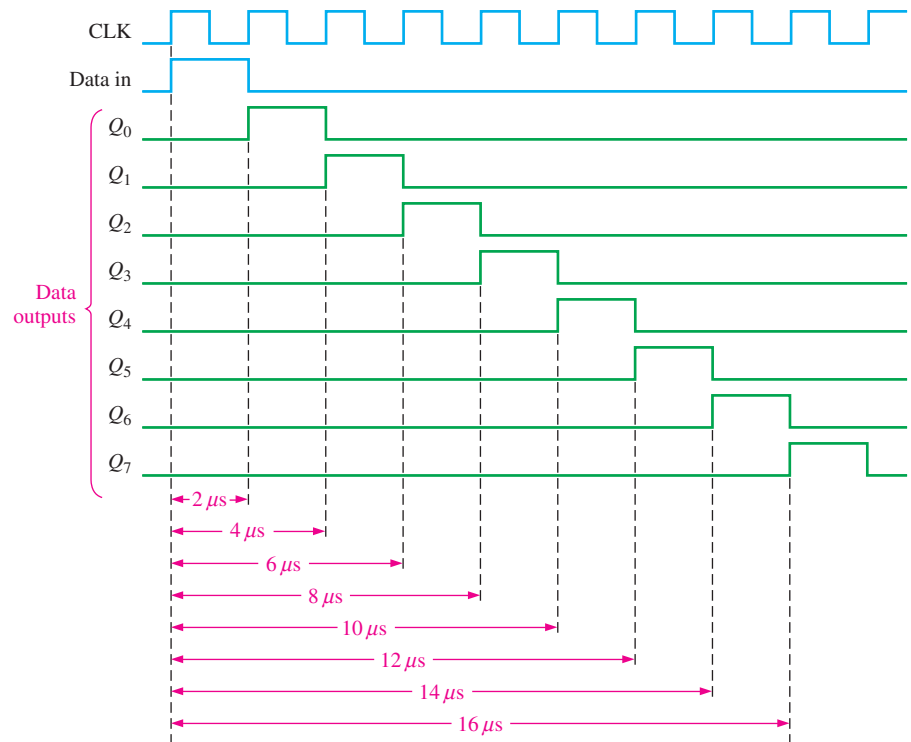 CLK
Data in
Q₀
Q₁
Q₂
Q₃
Data
outputs
Q₄
Q₅
Q₆
Q₇
2 μs
4 μs
6 μs
8 μs
10 μs
12 μs
14 μs
16 μs